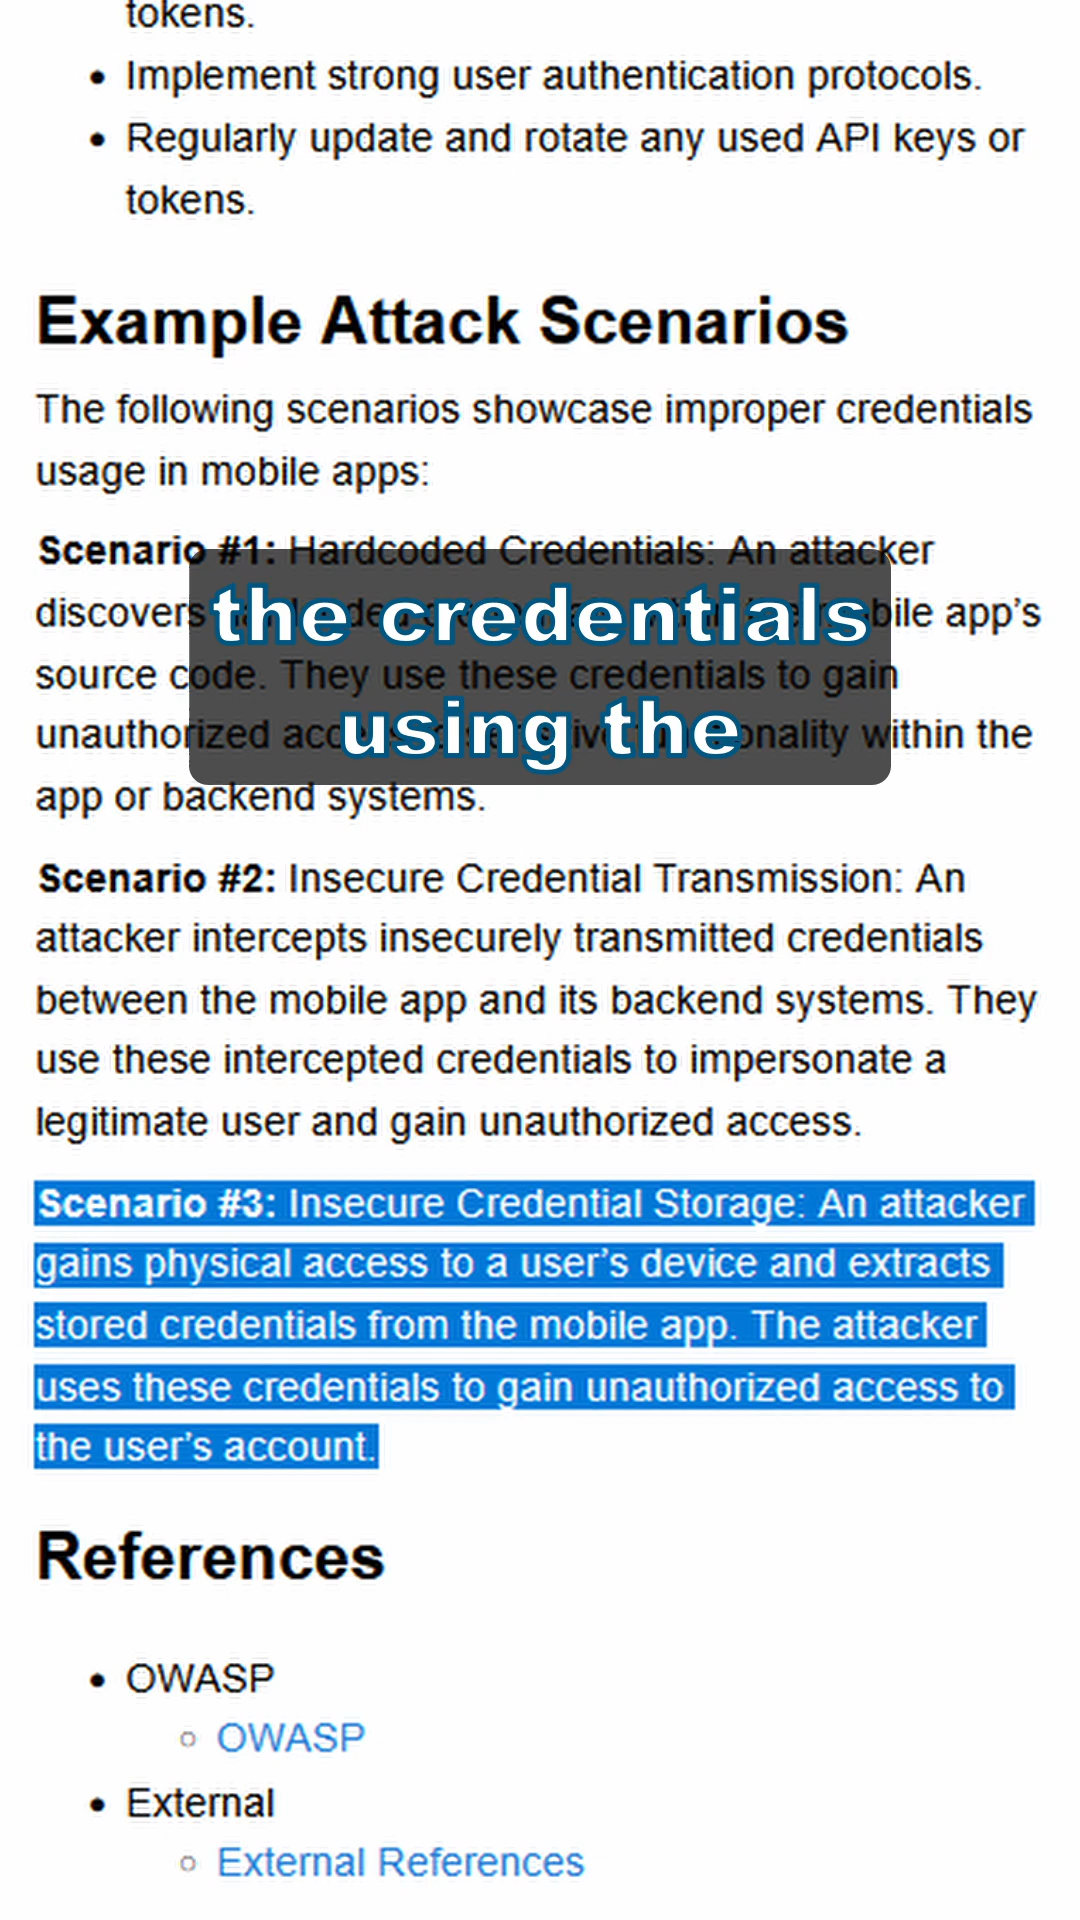 tokens.
• Implement strong user authentication protocols.
• Regularly update and rotate any used API keys or
tokens.
Example Attack Scenarios
The following scenarios showcase improper credentials
usage in mobile apps:
Scenario #1: Hardcoded Credentials: An attacker
discovers mobile app’s
source code. They use these credentials to gain
unauthorized functionality within the
app or backend systems.
the credentials
using the
Scenario #2: Insecure Credential Transmission: An
attacker intercepts insecurely transmitted credentials
between the mobile app and its backend systems. They
use these intercepted credentials to impersonate a
legitimate user and gain unauthorized access.
Scenario #3: Insecure Credential Storage: An attacker
gains physical access to a user’s device and extracts
stored credentials from the mobile app. The attacker
uses these credentials to gain unauthorized access to
the user’s account.
References
• OWASP
○ OWASP
• External
○ External References